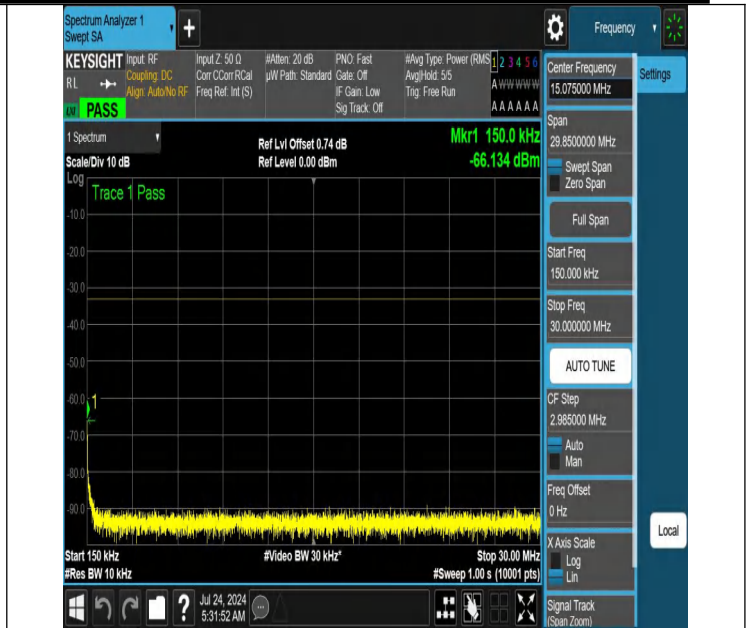 Spectrum Analyzer 1
Swept SA
+
Frequency
KEYSIGHT
Input: RF
Coupling: DC
Align: Auto/No RF
Input Z: 50 Ω
Corr CCorr RCal
Freq Ref: Int (S)
#Atten: 20 dB
µW Path: Standard
PNO: Fast
Gate: Off
IF Gain: Low
Sig Track: Off
#Avg Type: Power (RMS
Avg|Hold: 5/5
Trig: Free Run
1 2 3 4 5 6
A W W W W W
A A A A A A
R L
PASS
1 Spectrum
Ref Lvl Offset 0.74 dB
Mkr1 150.0 kHz
Scale/Div 10 dB
Ref Level 0.00 dBm
-66.134 dBm
Log
Trace 1 Pass
-10.0
-20.0
-30.0
-40.0
-50.0
-60.0
1
-70.0
-80.0
-90.0
Start 150 kHz
#Video BW 30 kHz*
Stop 30.00 MHz
#Res BW 10 kHz
#Sweep 1.00 s (10001 pts)
?
Jul 24, 2024
5:31:52 AM
Center Frequency
15.075000 MHz
Settings
Span
29.8500000 MHz
Swept Span
Zero Span
Full Span
Start Freq
150.000 kHz
Stop Freq
30.000000 MHz
AUTO TUNE
CF Step
2.985000 MHz
Auto
Man
Freq Offset
0 Hz
Local
X Axis Scale
Log
Lin
Signal Track
(Span Zoom)